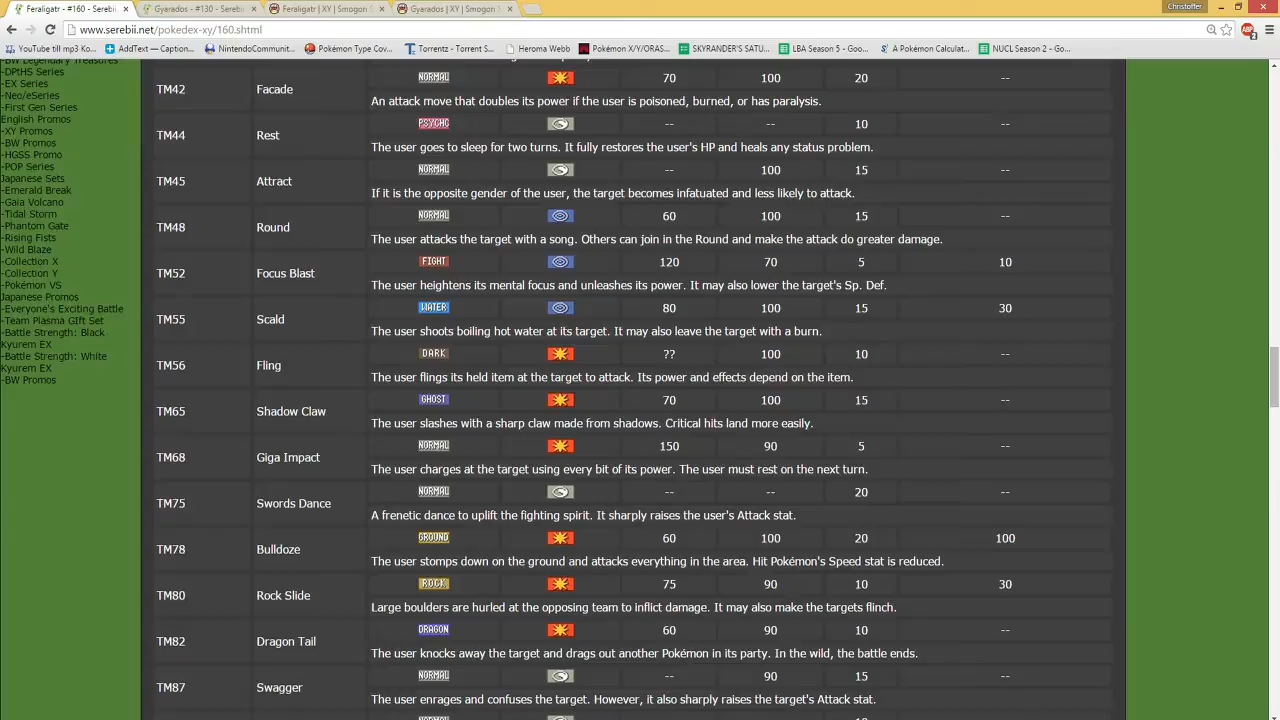 Christoffer
Feraligatr - #160 - Serebii
Gyarados - #130 - Serebii
Feraligatr | XY | Smogon S
Gyarados | XY | Smogon S
www.serebii.net/pokedex-xy/160.shtml
YouTube till mp3 Ko...
AddText — Caption...
NintendoCommunit...
Pokémon Type Cov...
Torrentz - Torrent S...
Heroma Webb
Pokémon X/Y/ORAS...
SKYRANDER'S SATU...
LBA Season 5 - Goo...
A Pokémon Calculat...
NUCL Season 2 - Goo...
-BW Legendary Treasures
-DPtHS Series
-EX Series
-Neo/eSeries
-First Gen Series
English Promos
-XY Promos
-BW Promos
-HGSS Promo
-POP Series
Japanese Sets
-Emerald Break
-Gaia Volcano
-Tidal Storm
-Phantom Gate
-Rising Fists
-Wild Blaze
-Collection X
-Collection Y
-Pokémon VS
Japanese Promos
-Everyone's Exciting Battle
-Team Plasma GIft Set
-Battle Strength: Black
Kyurem EX
-Battle Strength: White
Kyurem EX
-BW Promos
TM42 Facade NORMAL 70 100 20 --
An attack move that doubles its power if the user is poisoned, burned, or has paralysis.
TM44 Rest PSYCHC -- -- 10 --
The user goes to sleep for two turns. It fully restores the user's HP and heals any status problem.
TM45 Attract NORMAL -- 100 15 --
If it is the opposite gender of the user, the target becomes infatuated and less likely to attack.
TM48 Round NORMAL 60 100 15 --
The user attacks the target with a song. Others can join in the Round and make the attack do greater damage.
TM52 Focus Blast FIGHT 120 70 5 10
The user heightens its mental focus and unleashes its power. It may also lower the target's Sp. Def.
TM55 Scald WATER 80 100 15 30
The user shoots boiling hot water at its target. It may also leave the target with a burn.
TM56 Fling DARK ?? 100 10 --
The user flings its held item at the target to attack. Its power and effects depend on the item.
TM65 Shadow Claw GHOST 70 100 15 --
The user slashes with a sharp claw made from shadows. Critical hits land more easily.
TM68 Giga Impact NORMAL 150 90 5 --
The user charges at the target using every bit of its power. The user must rest on the next turn.
TM75 Swords Dance NORMAL -- -- 20 --
A frenetic dance to uplift the fighting spirit. It sharply raises the user's Attack stat.
TM78 Bulldoze GROUND 60 100 20 100
The user stomps down on the ground and attacks everything in the area. Hit Pokémon's Speed stat is reduced.
TM80 Rock Slide ROCK 75 90 10 30
Large boulders are hurled at the opposing team to inflict damage. It may also make the targets flinch.
TM82 Dragon Tail DRAGON 60 90 10 --
The user knocks away the target and drags out another Pokémon in its party. In the wild, the battle ends.
TM87 Swagger NORMAL -- 90 15 --
The user enrages and confuses the target. However, it also sharply raises the target's Attack stat.